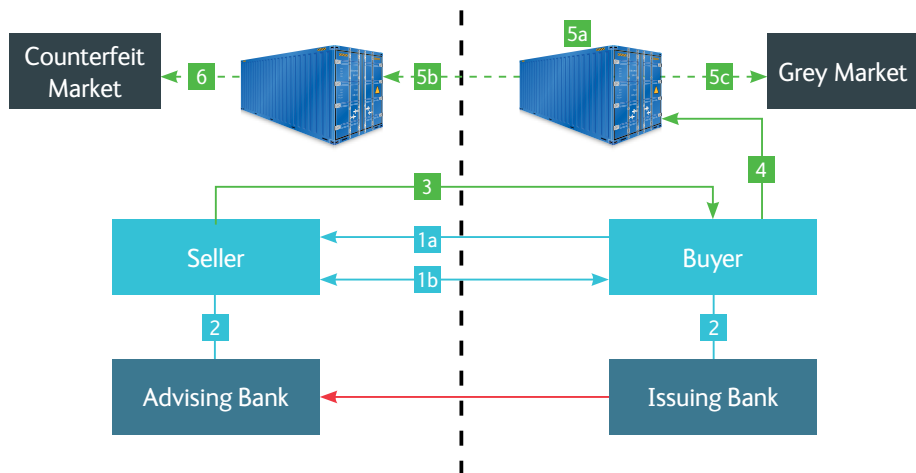 5a
Counterfeit
Market
6
5b
5c
Grey Market
4
3
Seller
1a
Buyer
1b
2
2
Advising Bank
Issuing Bank